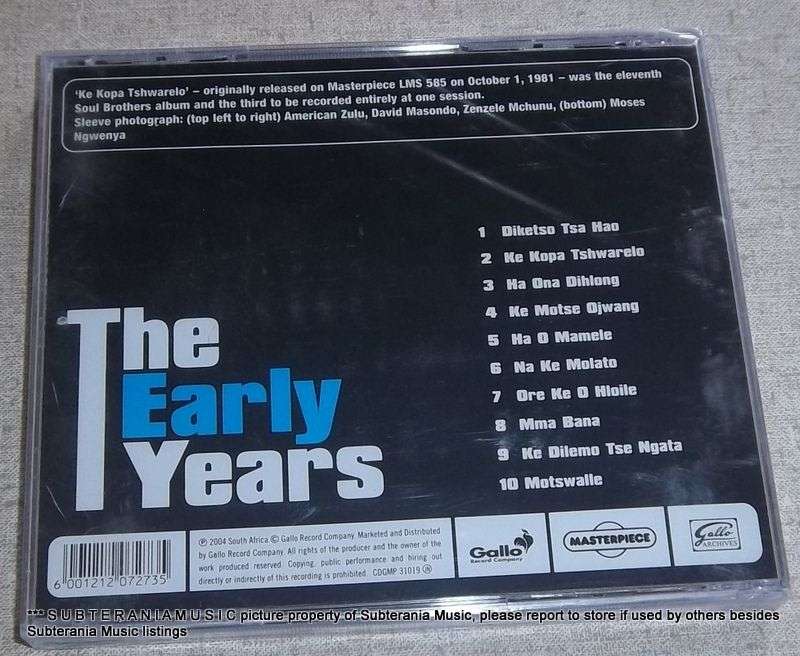 'Ke Kopa Tshwarelo' – originally released on Masterpiece LMS 585 on October 1, 1981 – was the eleventh
Soul Brothers album and the third to be recorded entirely at one session.
Sleeve photograph: (top left to right) American Zulu, David Masondo, Zenzele Mchunu, (bottom) Moses
Ngwenya
1 Diketso Tsa Hao
2 Ke Kopa Tshwarelo
3 Ha Ona Dihlong
4 Ke Motse Ojwang
5 Ha O Mamele
6 Na Ke Molato
7 Ore Ke O Hloile
8 Mma Bana
9 Ke Dilemo Tse Ngata
10 Motswalle
The
Early
Years
6 001212 072735
℗ 2004 South Africa. © Gallo Record Company. Marketed and Distributed
by Gallo Record Company. All rights of the producer and the owner of the
work produced reserved. Copying, public performance and hiring out
directly or indirectly of this recording is prohibited. CDGMP 31019
Gallo
Record Company
MASTERPIECE
Gallo
ARCHIVES
*** S U B T E R A N I A M U S I C picture property of Subterania Music, please report to store if used by others besides
Subterania Music listings